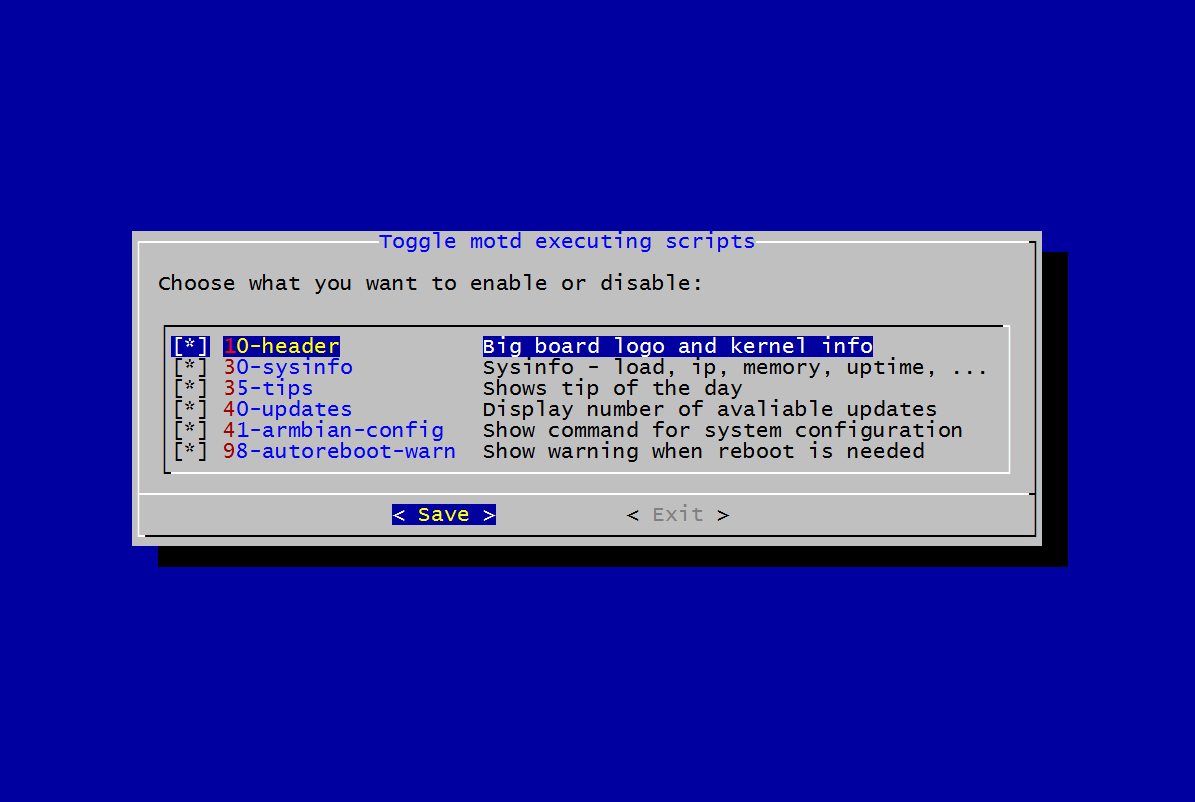 Toggle motd executing scripts
Choose what you want to enable or disable:
[*] 10-header Big board logo and kernel info
[*] 30-sysinfo Sysinfo - load, ip, memory, uptime, ...
[*] 35-tips Shows tip of the day
[*] 40-updates Display number of avaliable updates
[*] 41-armbian-config Show command for system configuration
[*] 98-autoreboot-warn Show warning when reboot is needed
< Save > < Exit >